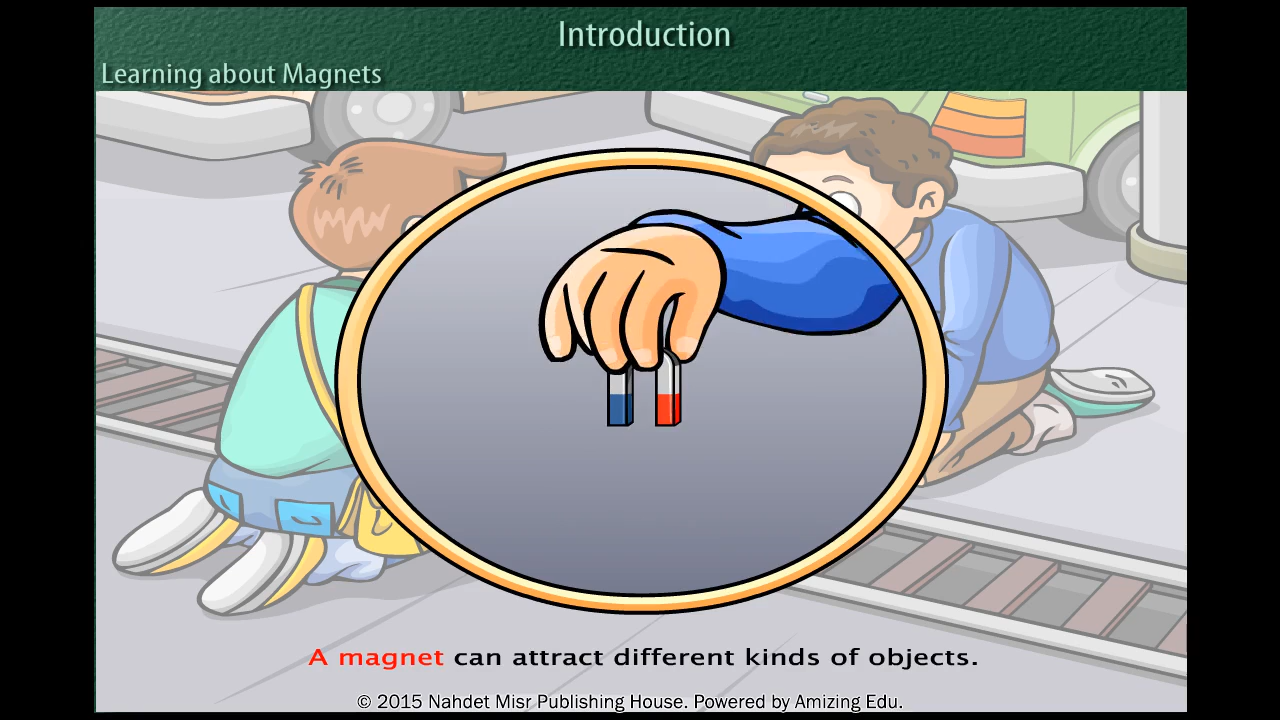 Introduction
Learning about Magnets
A magnet can attract different kinds of objects.
© 2015 Nahdet Misr Publishing House. Powered by Amizing Edu.